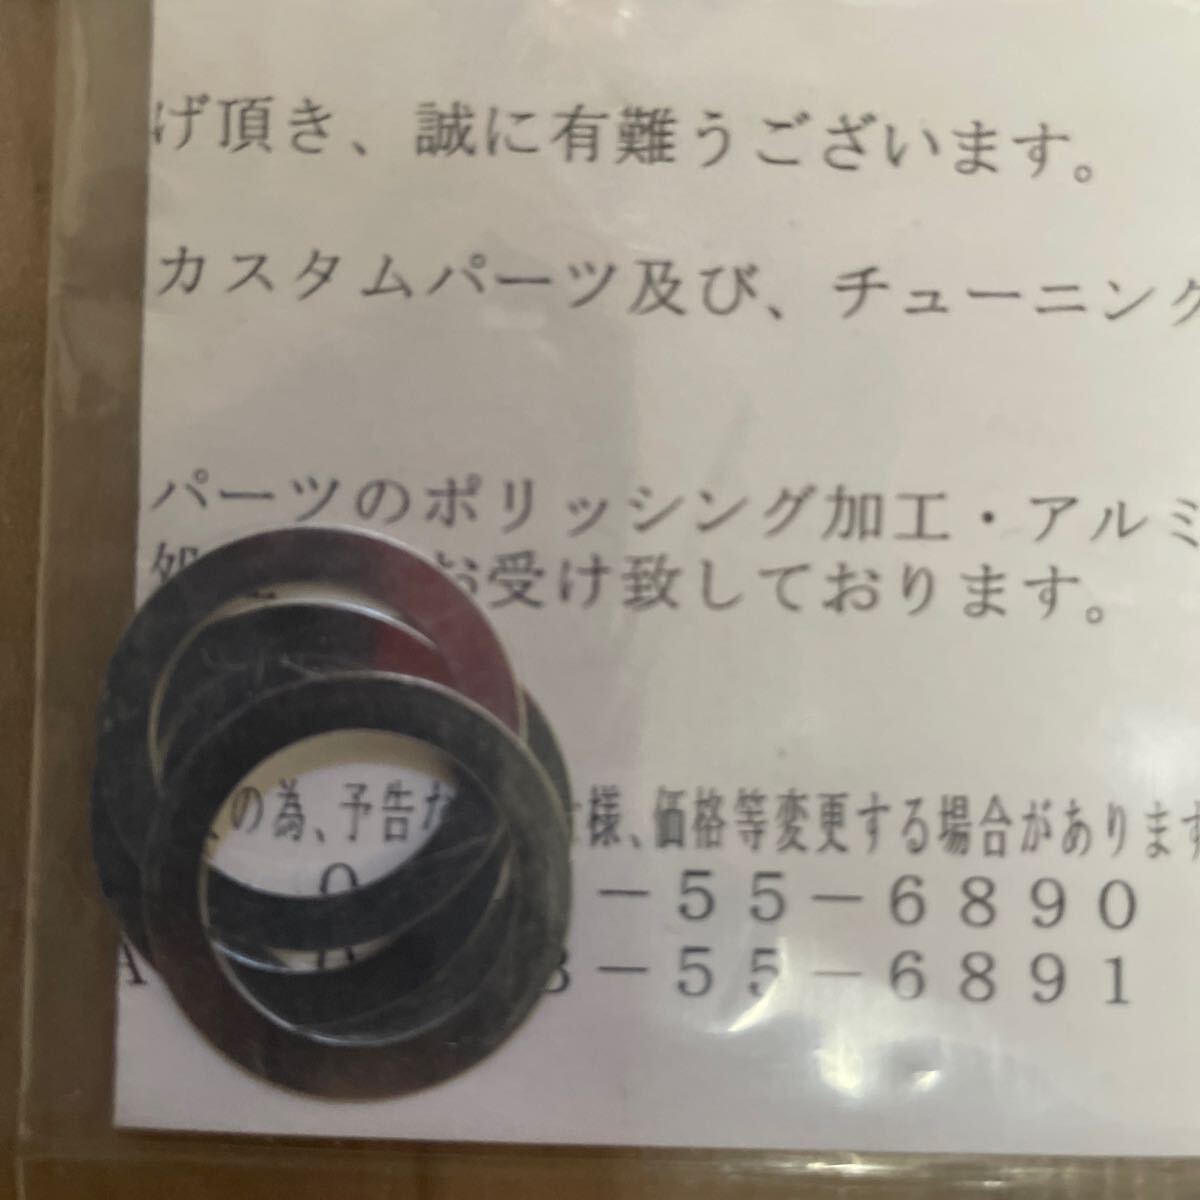 げ頂き、誠に有難うございます。
カスタムパーツ及び、チューニング
パーツのポリッシング加工・アルミ
処 お受け致しております。
の為、予告な 仕様、価格等変更する場合があります
0 －５５－６８９０
A 8－５５－６８９１